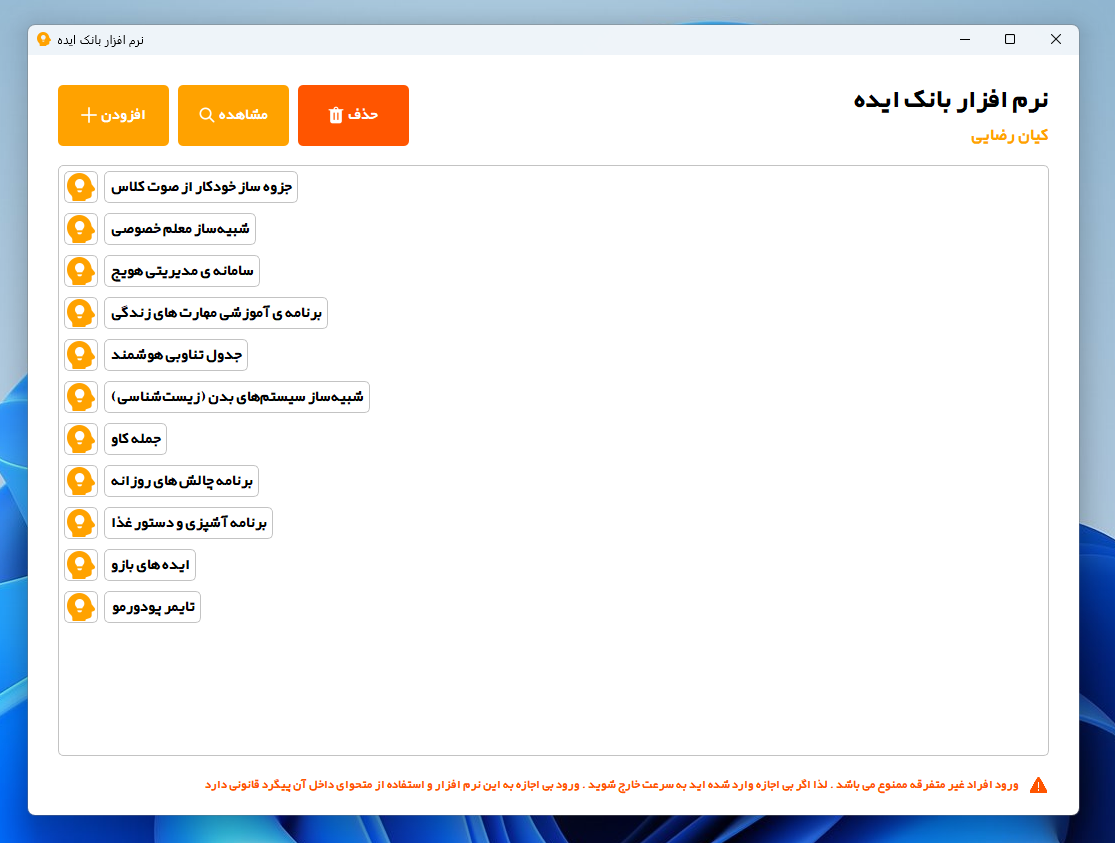 نرم افزار بانک ایده
نرم افزار بانک ایده
کیان رضایی
حذف
مشاهده
افزودن
جزوه ساز خودکار از صوت کلاس
شبیه‌ساز معلم خصوصی
سامانه ی مدیریتی هویج
برنامه ی آموزشی مهارت های زندگی
جدول تناوبی هوشمند
شبیه‌ساز سیستم‌های بدن (زیست‌شناسی)
جمله کاو
برنامه چالش های روزانه
برنامه آشپزی و دستور غذا
ایده های بازو
تایمر پودورمو
ورود افراد غیر متفرقه ممنوع می باشد . لذا اگر بی اجازه وارد شده اید به سرعت خارج شوید . ورود بی اجازه به این نرم افزار و استفاده از متحوای داخل آن پیگرد قانونی دارد